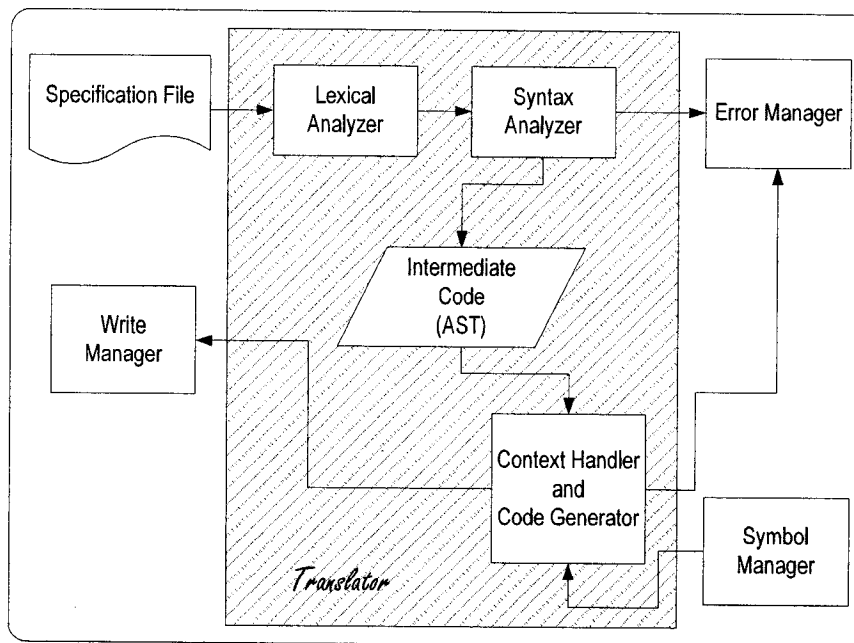 Specification File
Lexical
Analyzer
Syntax
Analyzer
Error Manager
Intermediate
Code
(AST)
Write
Manager
Context Handler
and
Code Generator
Symbol
Manager
Translator